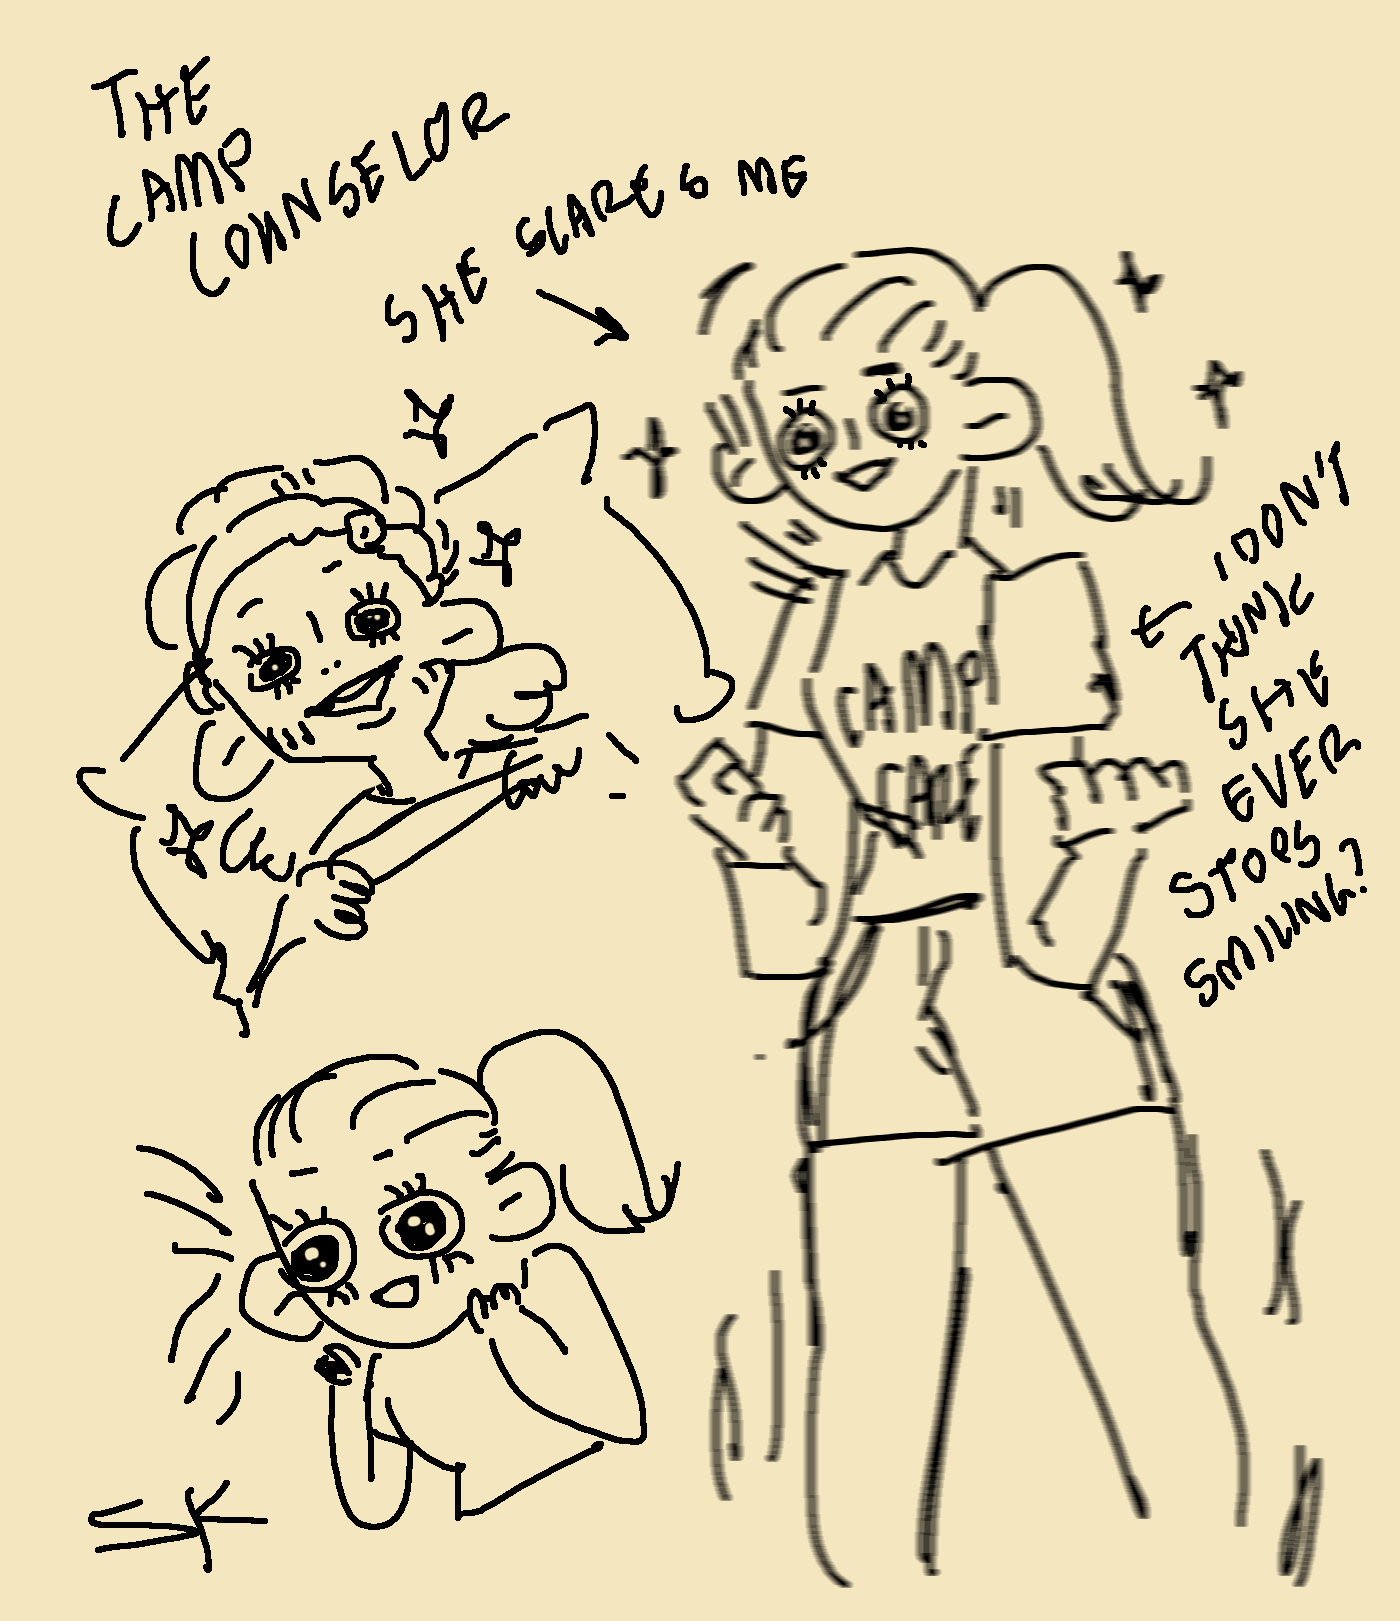 THE
CAMP
COUNSELOR
SHE SCARES ME
I DON'T
THINK
SHE
EVER
STOPS
SMILING?
CAMP
SK